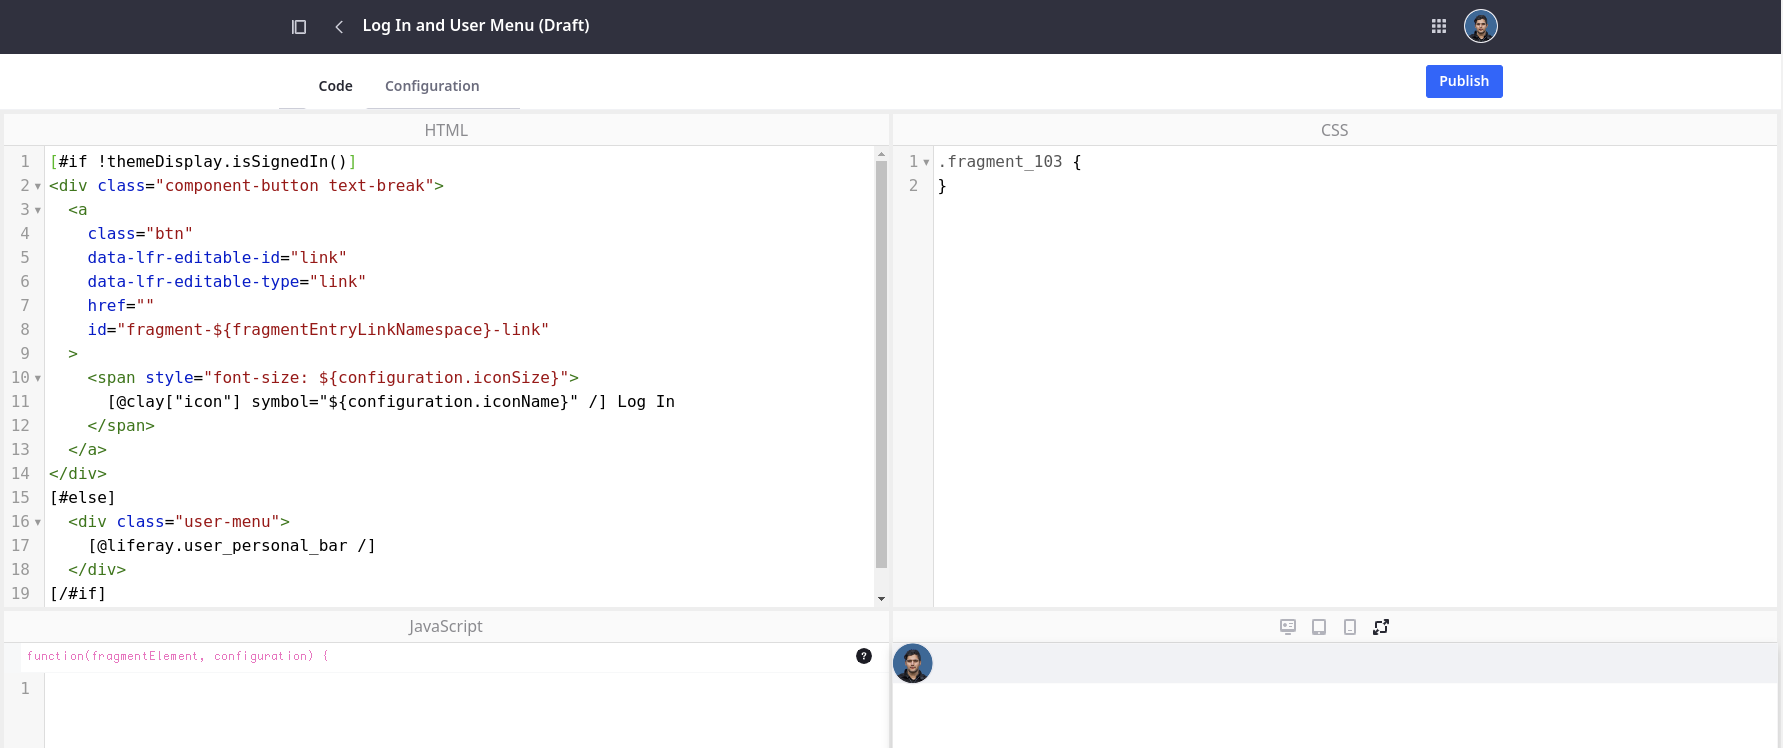 Log In and User Menu (Draft)
Code Configuration
Publish
HTML
1 [#if !themeDisplay.isSignedIn()]
2 <div class="component-button text-break">
3   <a
4     class="btn"
5     data-lfr-editable-id="link"
6     data-lfr-editable-type="link"
7     href=""
8     id="fragment-${fragmentEntryLinkNamespace}-link"
9   >
10     <span style="font-size: ${configuration.iconSize}">
11       [@clay["icon"] symbol="${configuration.iconName}" /] Log In
12     </span>
13   </a>
14 </div>
15 [#else]
16   <div class="user-menu">
17     [@liferay.user_personal_bar /]
18   </div>
19 [/#if]
CSS
1 .fragment_103 {
2 }
JavaScript
function(fragmentElement, configuration) {
?
1